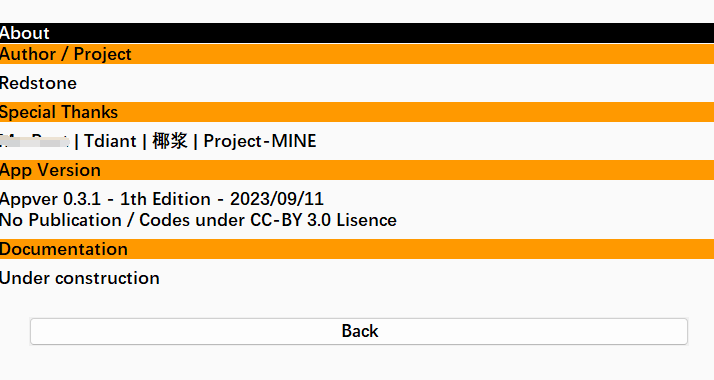 About
Author / Project
Redstone
Special Thanks
| Tdiant | 椰浆 | Project-MINE
App Version
Appver 0.3.1 - 1th Edition - 2023/09/11
No Publication / Codes under CC-BY 3.0 Lisence
Documentation
Under construction
Back